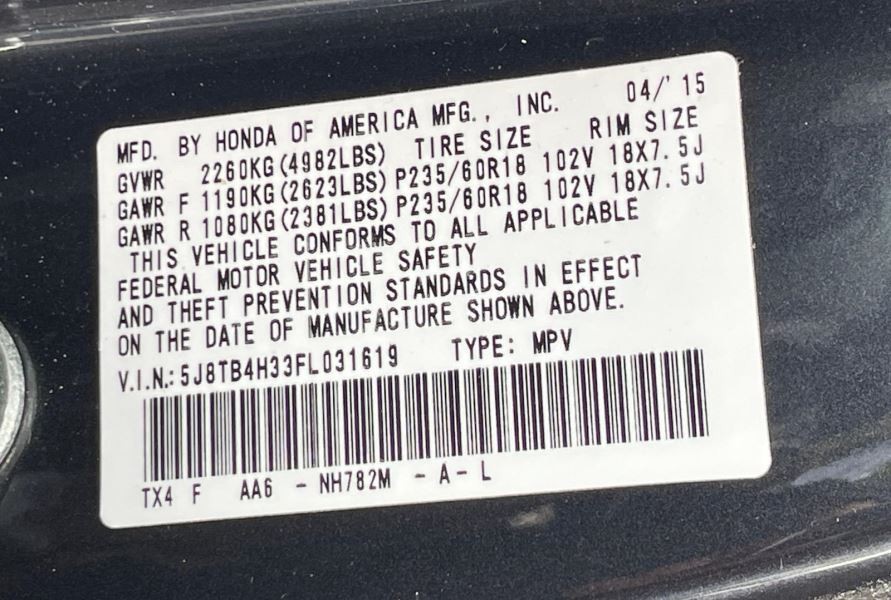 MFD. BY HONDA OF AMERICA MFG., INC. 04/'15
GVWR 2260KG(4982LBS) TIRE SIZE RIM SIZE
GAWR F 1190KG(2623LBS) P235/60R18 102V 18X7.5J
GAWR R 1080KG(2381LBS) P235/60R18 102V 18X7.5J
THIS VEHICLE CONFORMS TO ALL APPLICABLE
FEDERAL MOTOR VEHICLE SAFETY
AND THEFT PREVENTION STANDARDS IN EFFECT
ON THE DATE OF MANUFACTURE SHOWN ABOVE.
V.I.N.: 5J8TB4H33FL031619 TYPE: MPV
TX4 F AA6 - NH782M - A - L